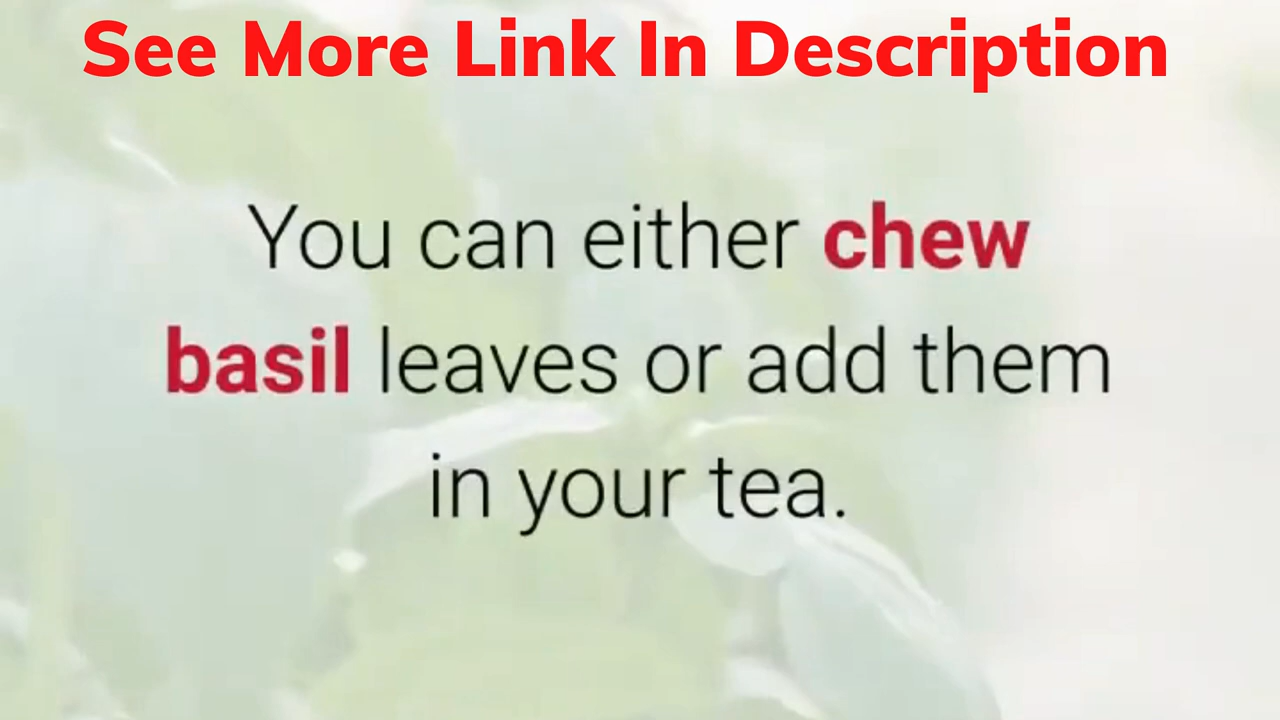 See More Link In Description
You can either chew
basil leaves or add them
in your tea.